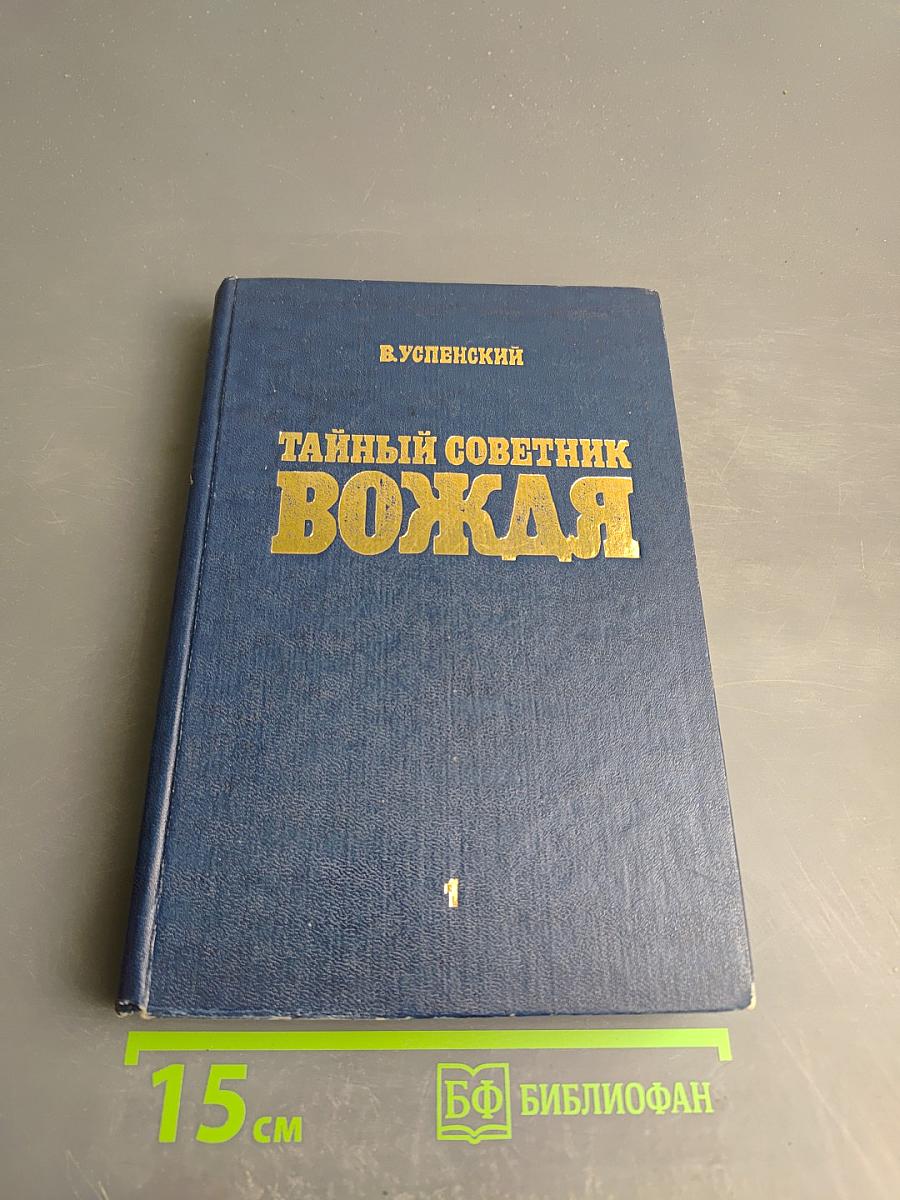 В. УСПЕНСКИЙ
ТАЙНЫЙ СОВЕТНИК
ВОЖДЯ
1
15 см
БФ БИБЛИОФАН